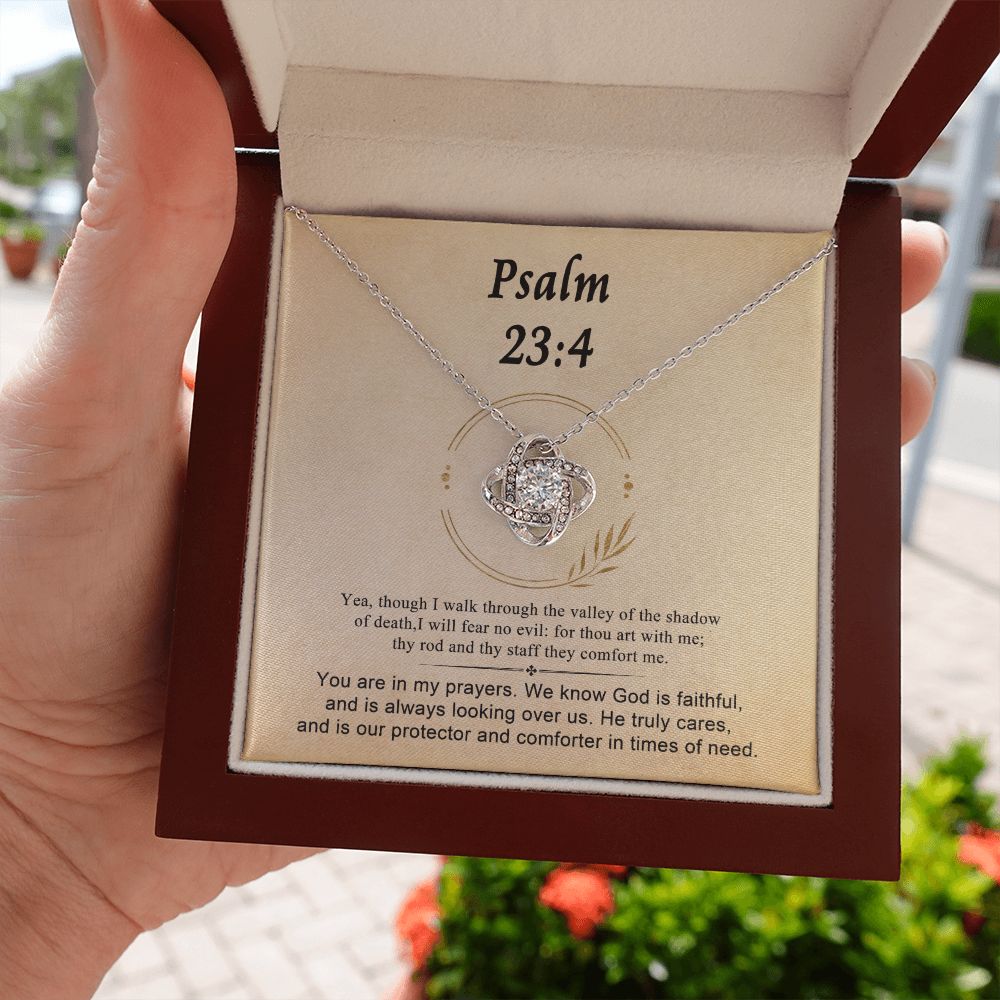 Psalm
23:4
Yea, though I walk through the valley of the shadow
of death,I will fear no evil: for thou art with me;
thy rod and thy staff they comfort me.
You are in my prayers. We know God is faithful,
and is always looking over us. He truly cares,
and is our protector and comforter in times of need.